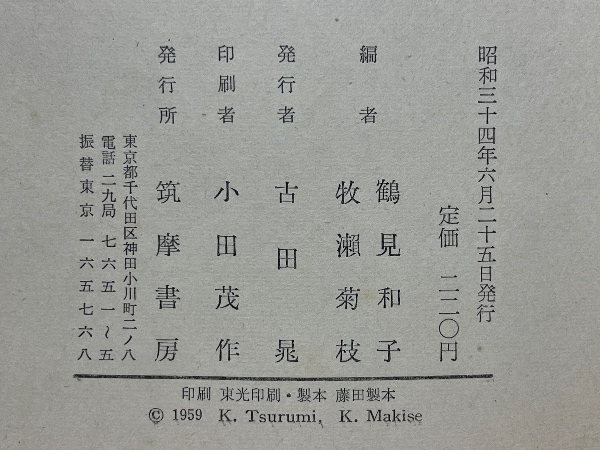 昭和三十四年六月二十五日発行
定価 二二〇円
編者 鶴見和子
牧瀬菊枝
発行者 古田晁
印刷者 小田茂作
発行所 筑摩書房
東京都千代田区神田小川町二ノ八
電話 二九局 七六五一〜五
振替東京 一六五七六八
印刷 東光印刷・製本 藤田製本
© 1959 K. Tsurumi, K. Makise